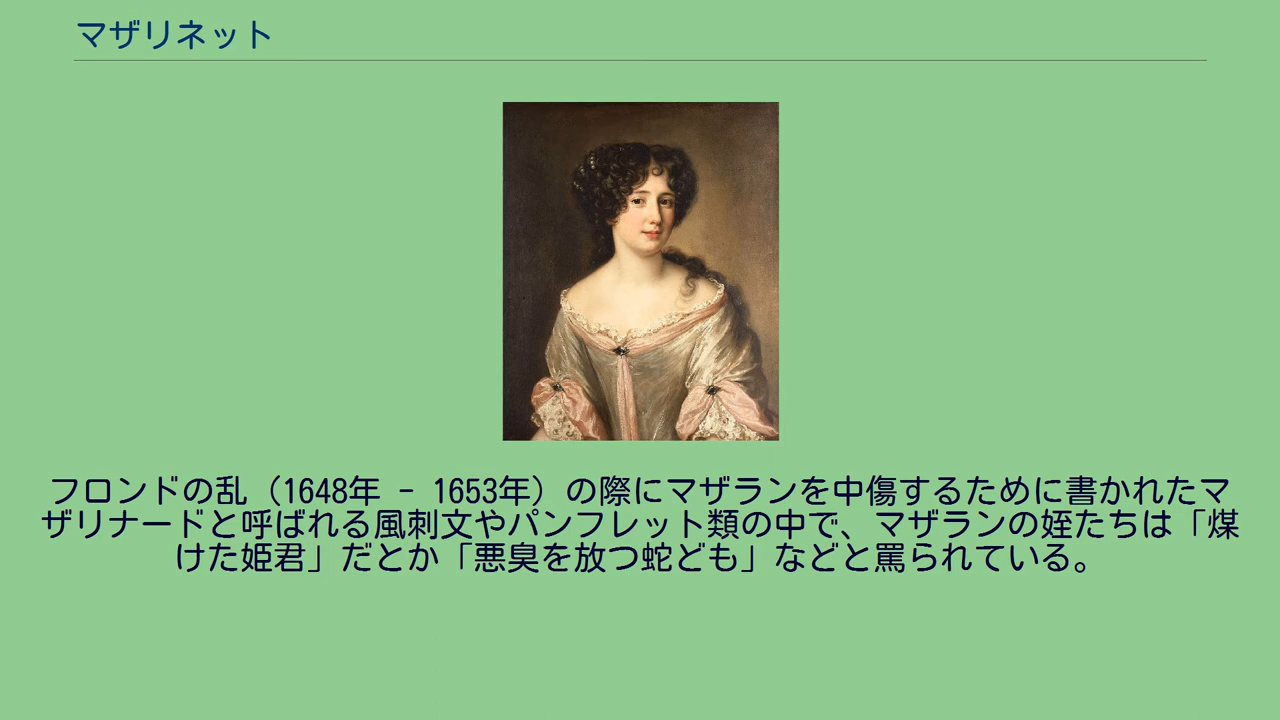 マザリネット
フロンドの乱（1648年 - 1653年）の際にマザランを中傷するために書かれたマ
ザリナードと呼ばれる風刺文やパンフレット類の中で、マザランの姪たちは「煤
けた姫君」だとか「悪臭を放つ蛇ども」などと罵られている。